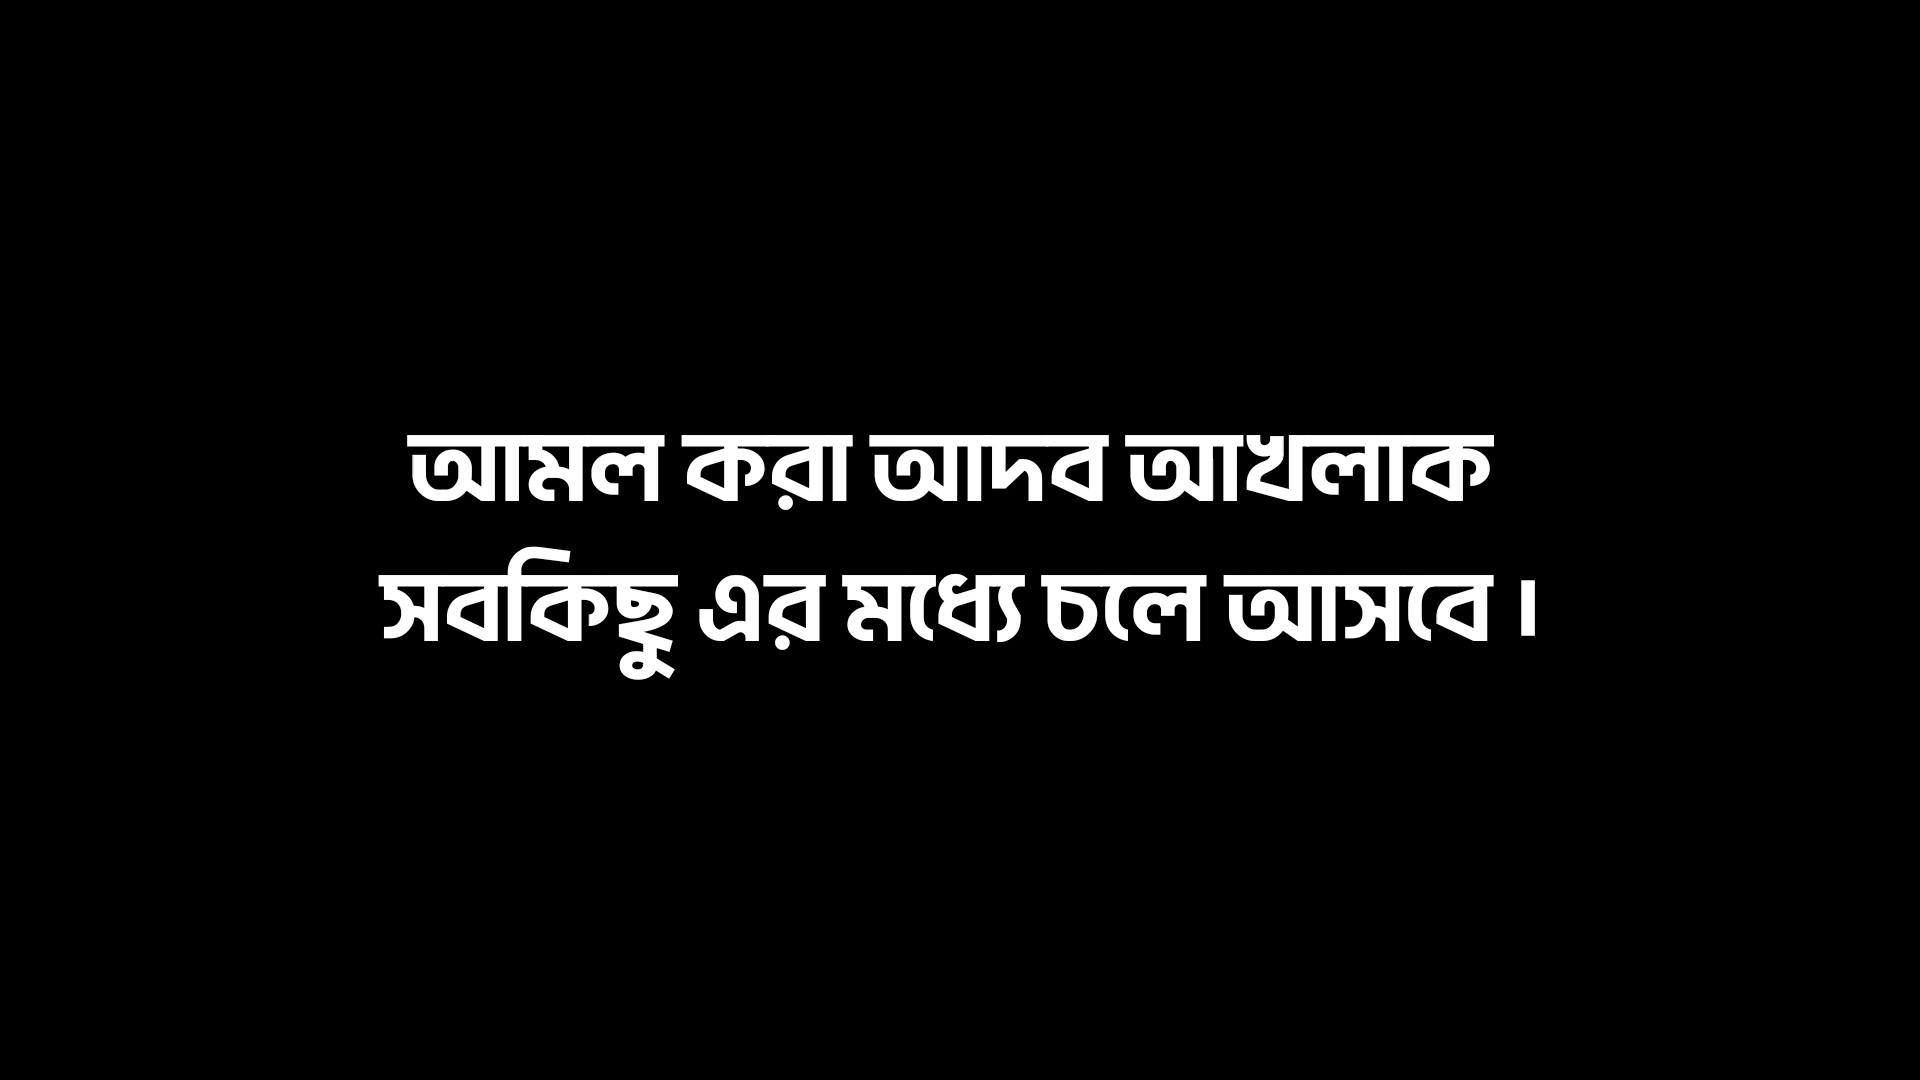 আমল করা আদব আখলাক
সবকিছু এর মধ্যে চলে আসবে ।